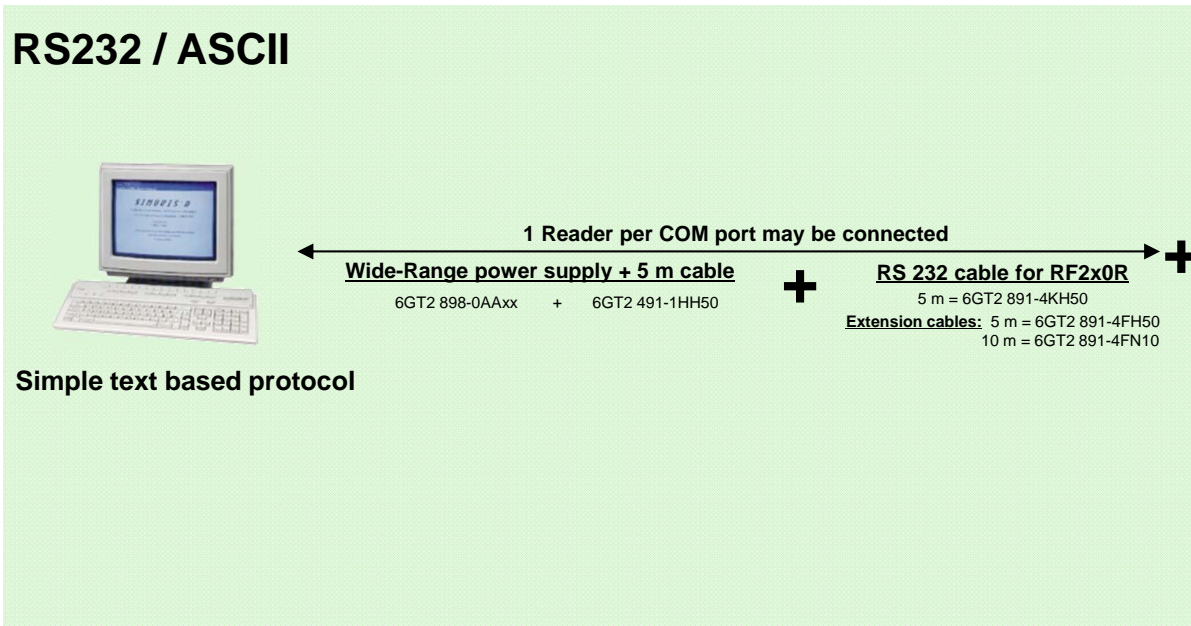 RS232 / ASCII
SIMORIS D
1 Reader per COM port may be connected
Wide-Range power supply + 5 m cable
6GT2 898-0AAxx + 6GT2 491-1HH50
+
RS 232 cable for RF2x0R
5 m = 6GT2 891-4KH50
Extension cables: 5 m = 6GT2 891-4FH50
10 m = 6GT2 891-4FN10
+
Simple text based protocol